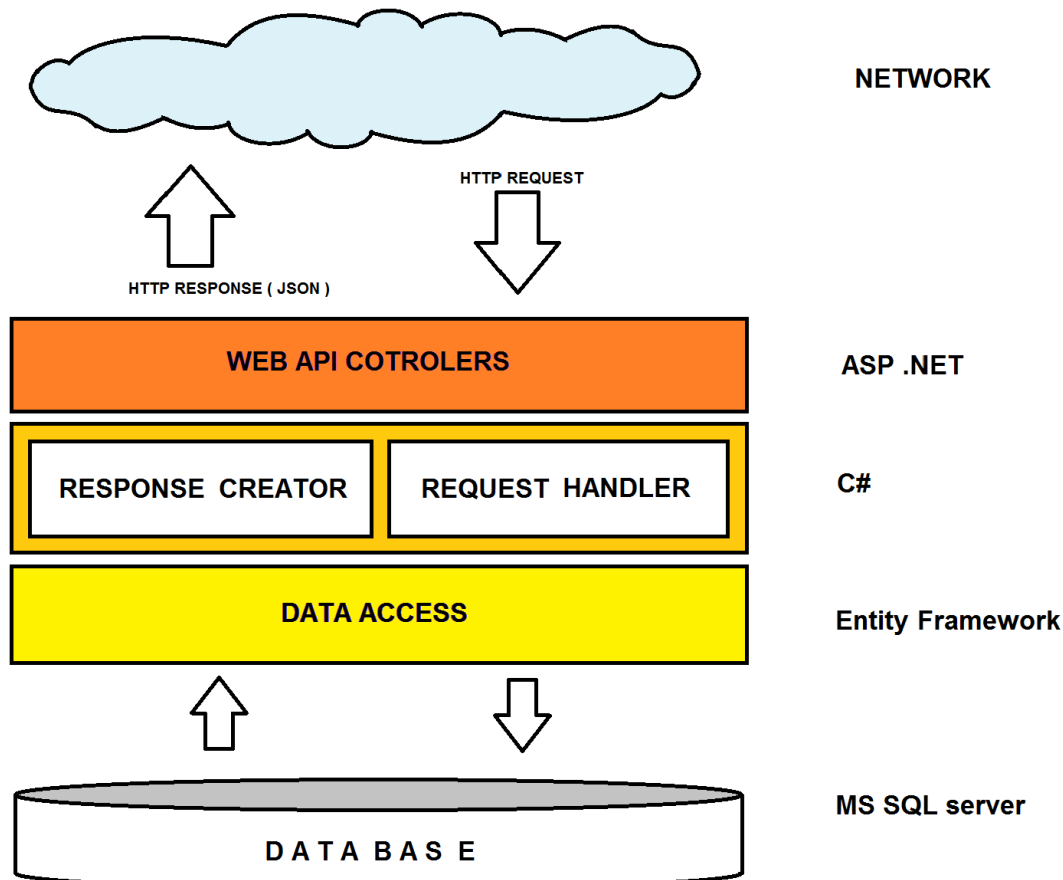 NETWORK
HTTP REQUEST
HTTP RESPONSE ( JSON )
WEB API COTROLERS
ASP .NET
RESPONSE CREATOR
REQUEST HANDLER
C#
DATA ACCESS
Entity Framework
MS SQL server
D A T A B A S E